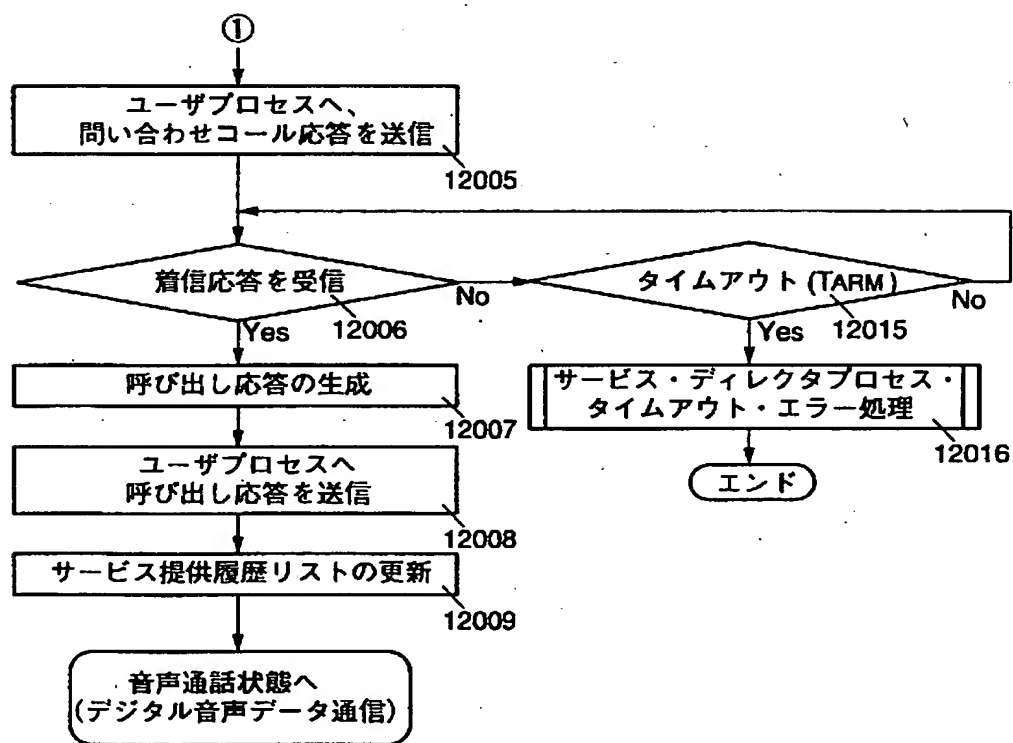 ①
ユーザプロセスへ、
問い合わせコール応答を送信
12005
着信応答を受信
12006
No
Yes
タイムアウト(TARM)
12015
No
Yes
呼び出し応答の生成
12007
サービス・ディレクタプロセス・
タイムアウト・エラー処理
12016
エンド
ユーザプロセスへ
呼び出し応答を送信
12008
サービス提供履歴リストの更新
12009
音声通話状態へ
(デジタル音声データ通信)